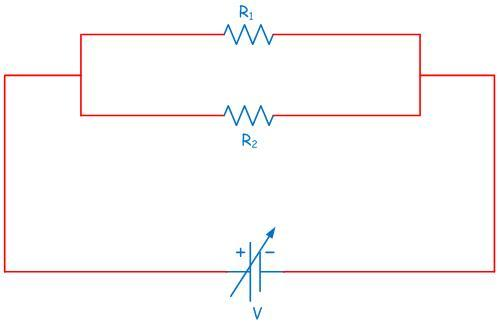 R₁
R₂
+ −
V